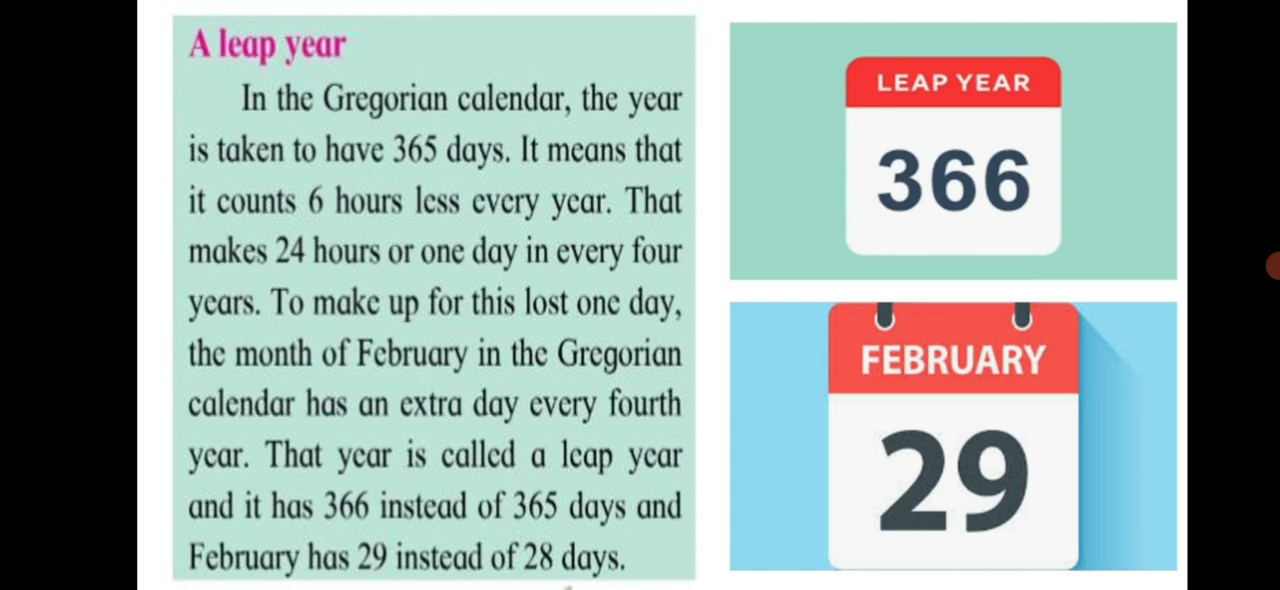 A leap year
In the Gregorian calendar, the year
is taken to have 365 days. It means that
it counts 6 hours less every year. That
makes 24 hours or one day in every four
years. To make up for this lost one day,
the month of February in the Gregorian
calendar has an extra day every fourth
year. That year is called a leap year
and it has 366 instead of 365 days and
February has 29 instead of 28 days.
LEAP YEAR
366
FEBRUARY
29